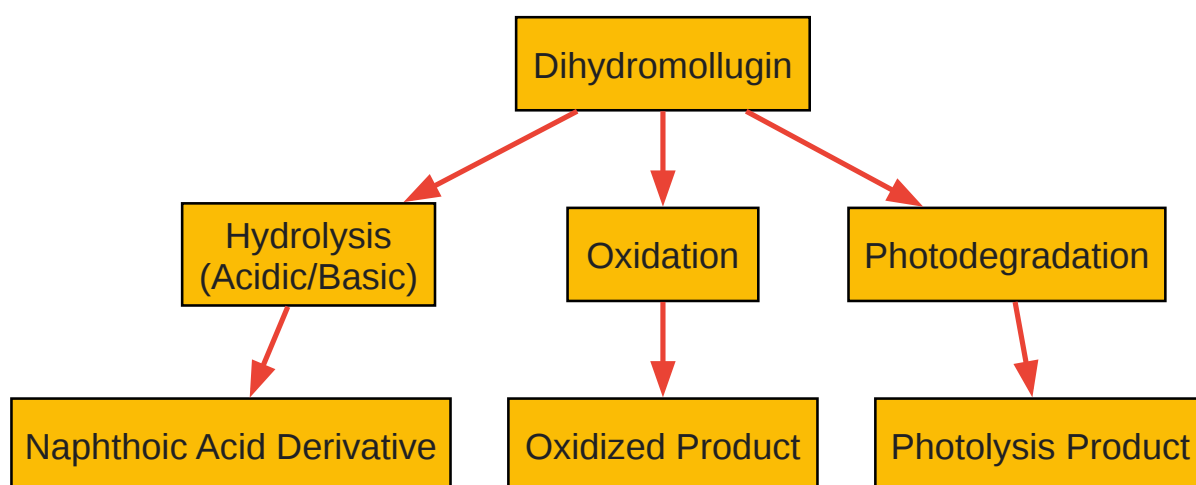 Dihydromollugin
Hydrolysis
(Acidic/Basic)
Oxidation
Photodegradation
Naphthoic Acid Derivative
Oxidized Product
Photolysis Product